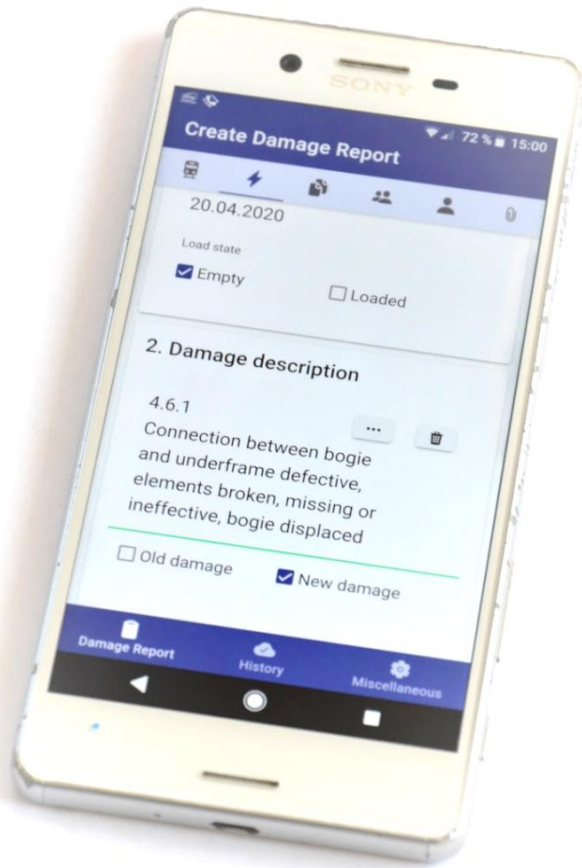 SONY
72 % 15:00
Create Damage Report
20.04.2020
Load state
Empty
Loaded
2. Damage description
4.6.1
...
Connection between bogie
and underframe defective,
elements broken, missing or
ineffective, bogie displaced
Old damage
New damage
Damage Report
History
Miscellaneous